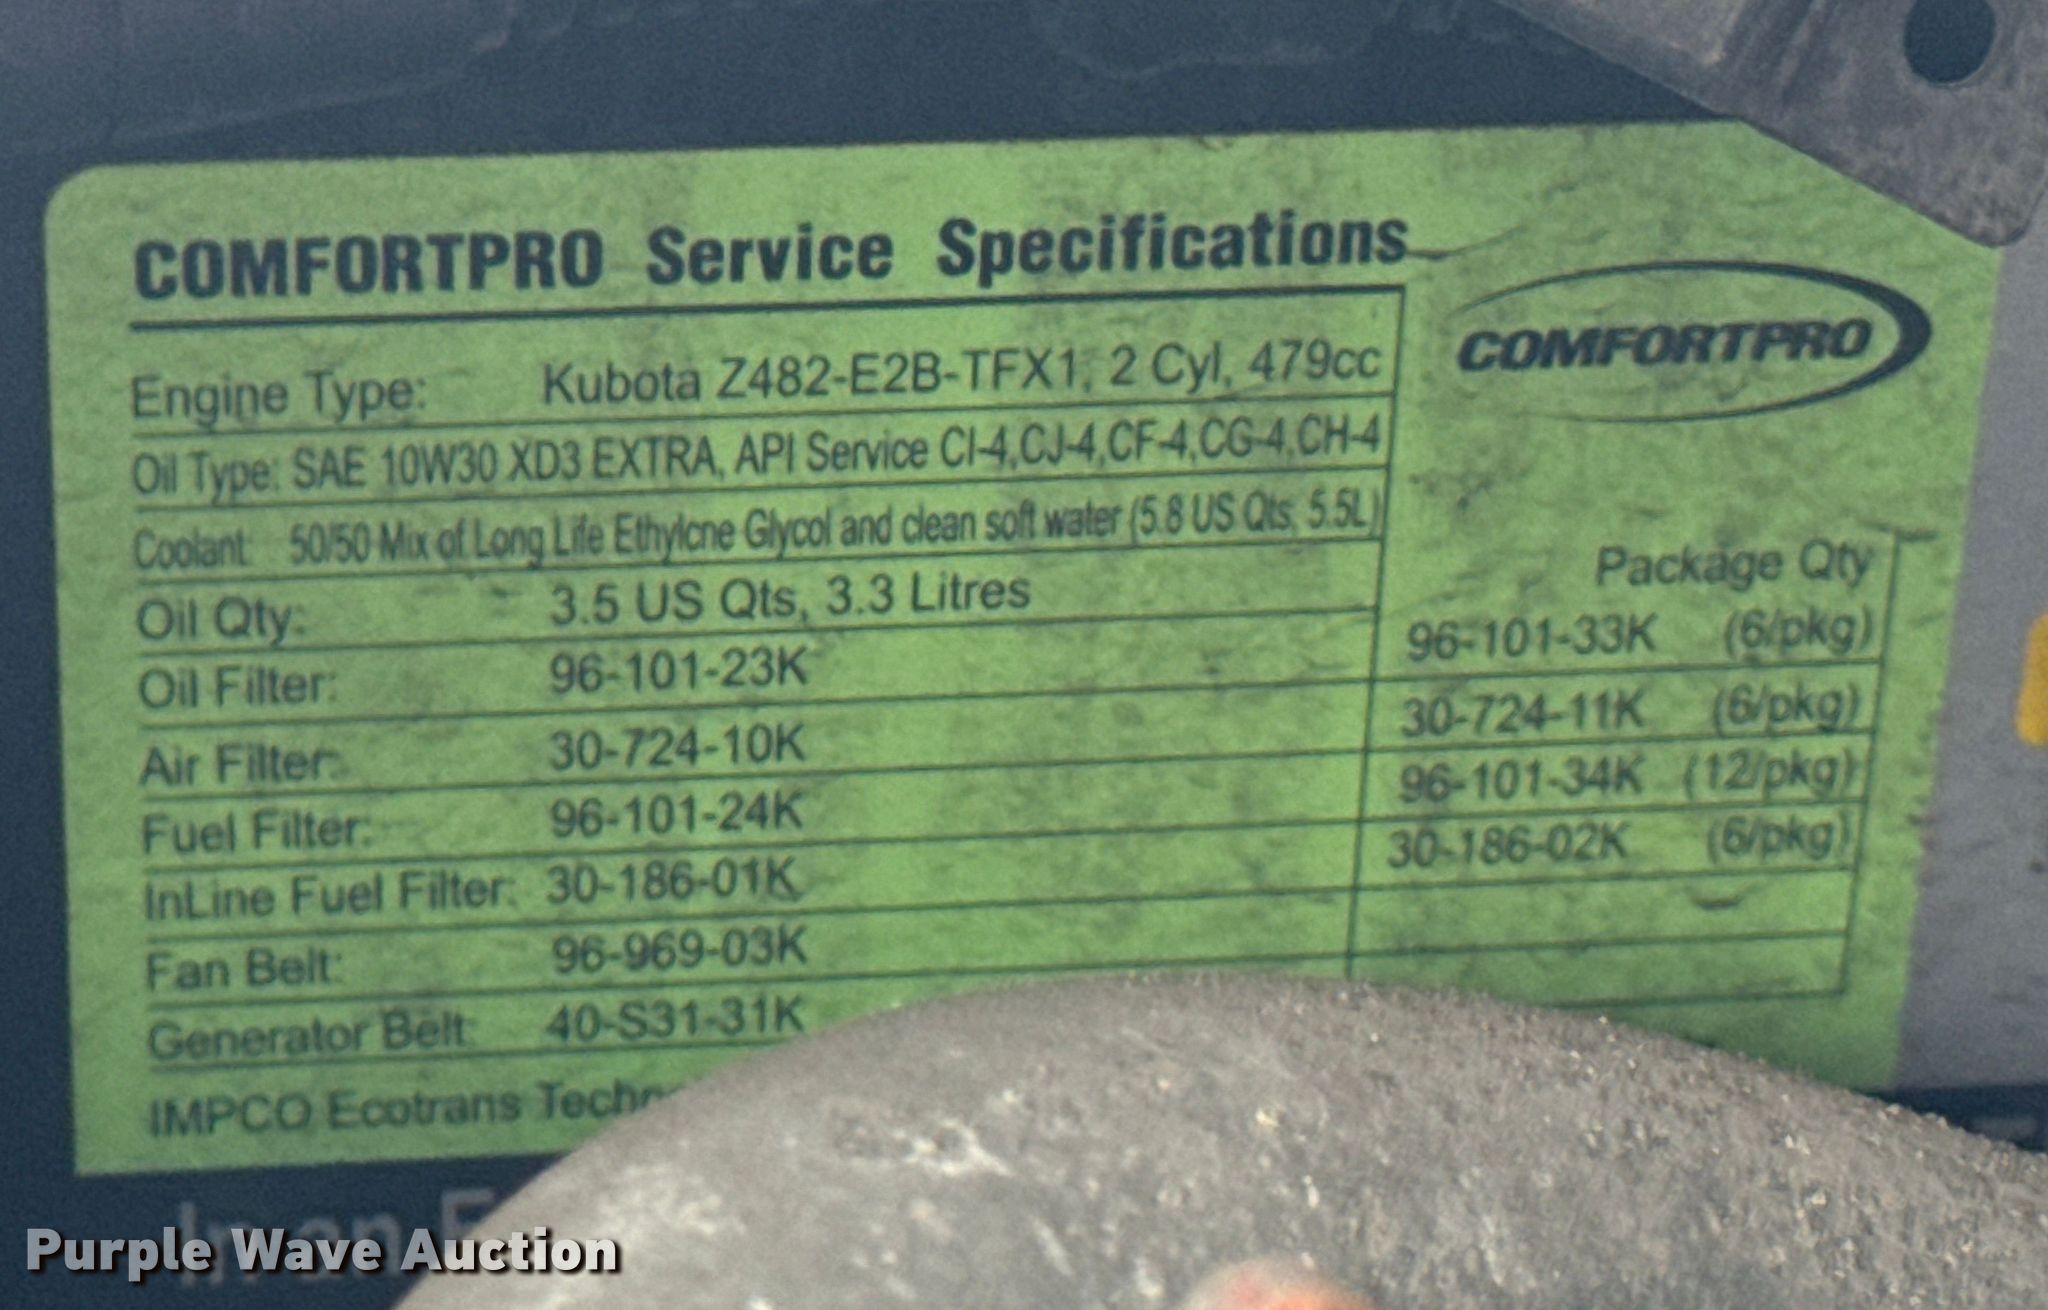 COMFORTPRO Service Specifications
COMFORTPRO
Engine Type: Kubota Z482-E2B-TFX1, 2 Cyl, 479cc
Oil Type: SAE 10W30 XD3 EXTRA, API Service CI-4,CJ-4,CF-4,CG-4,CH-4
Coolant: 50/50 Mix of Long Life Ethylene Glycol and clean soft water (5.8 US Qts, 5.5L)
Package Qty
Oil Qty: 3.5 US Qts, 3.3 Litres
Oil Filter: 96-101-23K 96-101-33K (6/pkg)
Air Filter: 30-724-10K 30-724-11K (6/pkg)
Fuel Filter: 96-101-24K 96-101-34K (12/pkg)
InLine Fuel Filter: 30-186-01K 30-186-02K (6/pkg)
Fan Belt: 96-969-03K
Generator Belt: 40-S31-31K
IMPCO Ecotrans
Purple Wave Auction